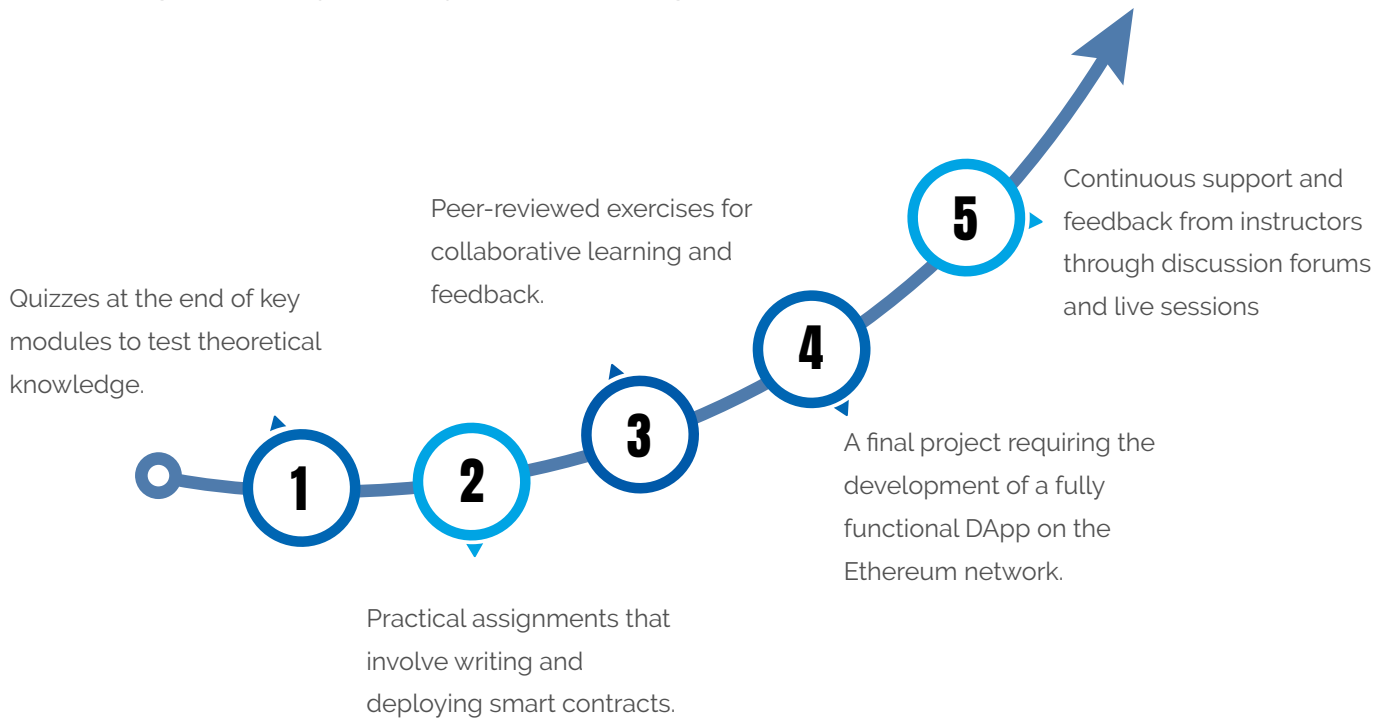 Quizzes at the end of key
modules to test theoretical
knowledge.
1
2
Practical assignments that
involve writing and
deploying smart contracts.
Peer-reviewed exercises for
collaborative learning and
feedback.
3
4
A final project requiring the
development of a fully
functional DApp on the
Ethereum network.
5
Continuous support and
feedback from instructors
through discussion forums
and live sessions